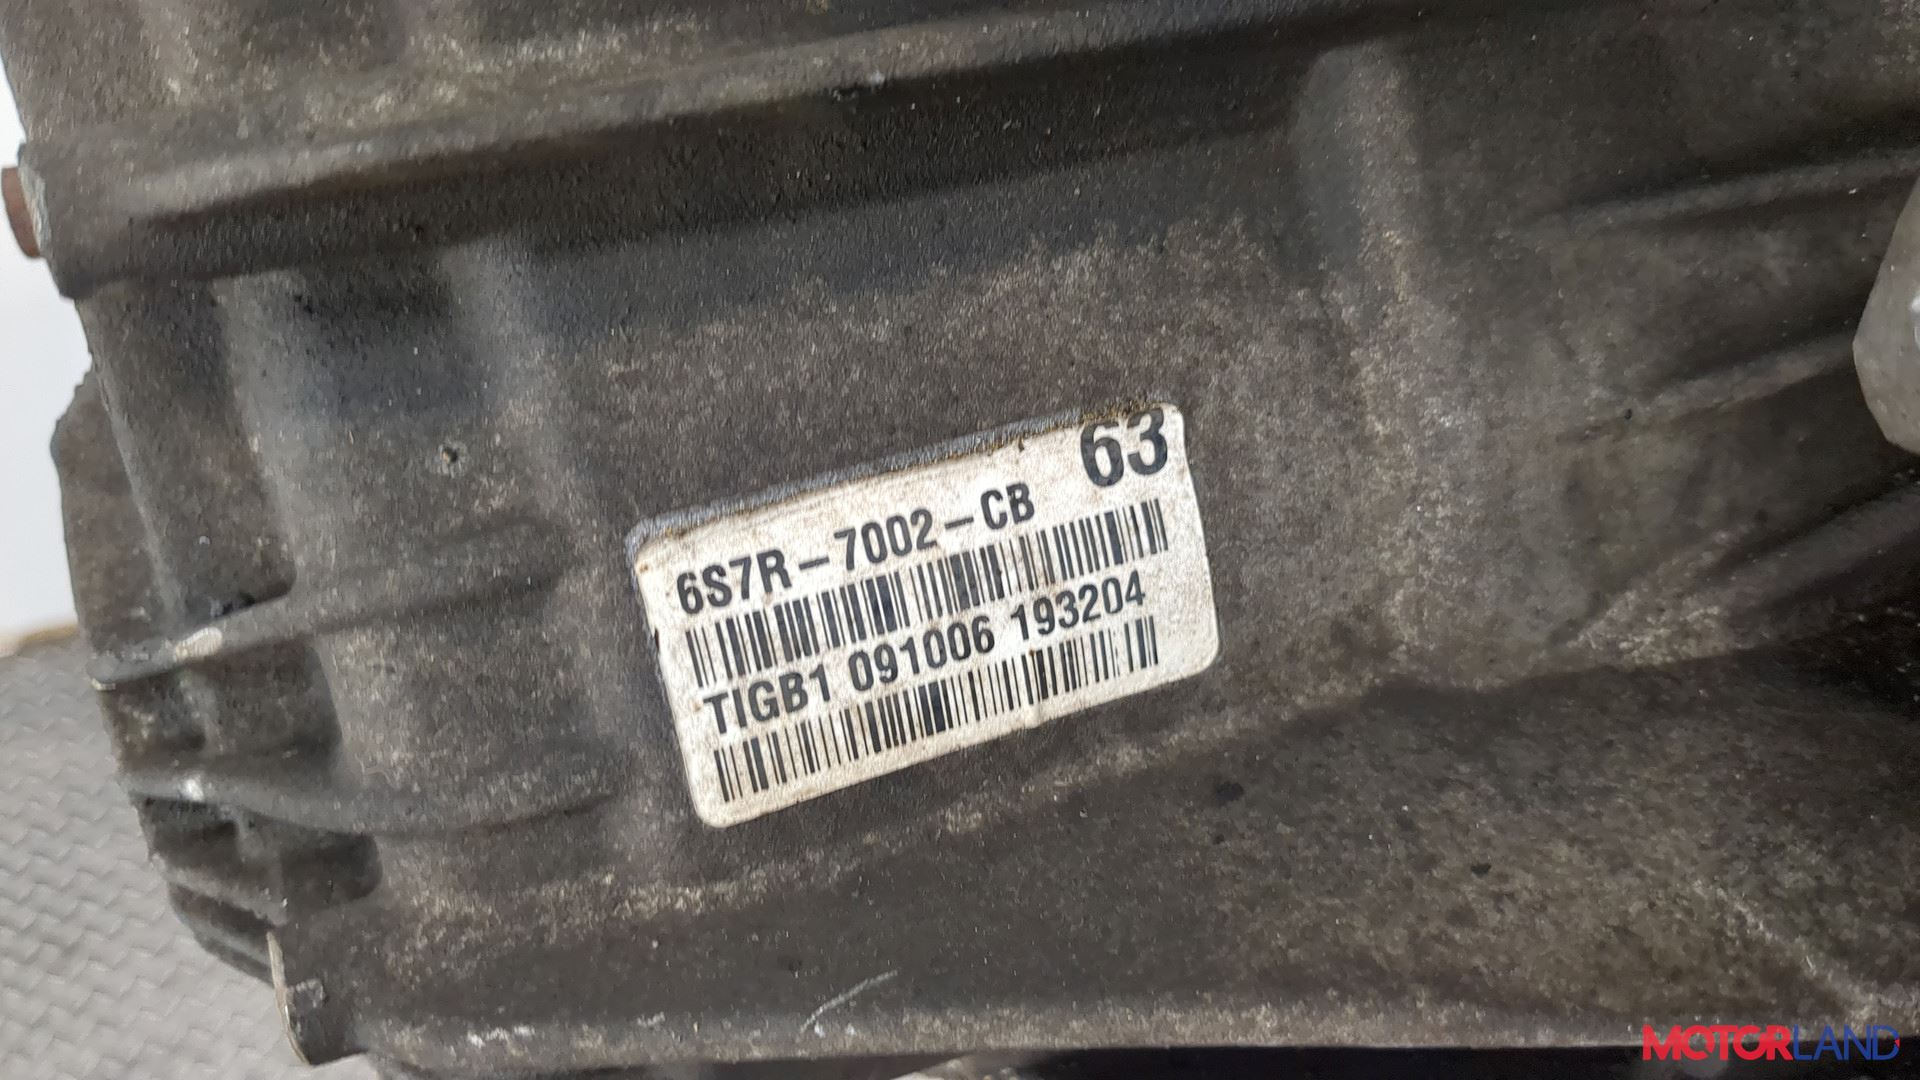 63
6S7R-7002-CB
TIGB1 091006 193204
MOTORLAND